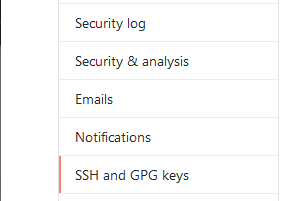 Security log
Security & analysis
Emails
Notifications
SSH and GPG keys